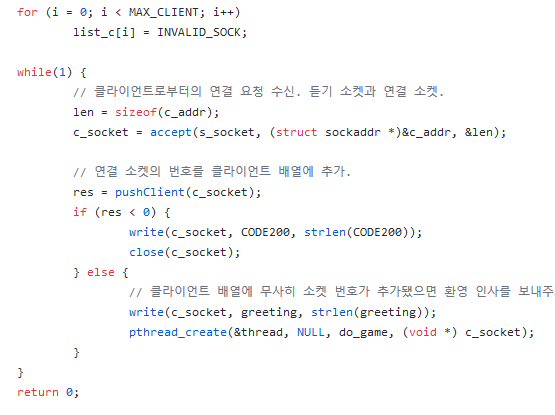 for (i = 0; i < MAX_CLIENT; i++)
list_c[i] = INVALID_SOCK;
while(1) {
// 클라이언트로부터의 연결 요청 수신. 듣기 소켓과 연결 소켓.
len = sizeof(c_addr);
c_socket = accept(s_socket, (struct sockaddr *)&c_addr, &len);
// 연결 소켓의 번호를 클라이언트 배열에 추가.
res = pushClient(c_socket);
if (res < 0) {
write(c_socket, CODE200, strlen(CODE200));
close(c_socket);
} else {
// 클라이언트 배열에 무사히 소켓 번호가 추가됐으면 환영 인사를 보내주
write(c_socket, greeting, strlen(greeting));
pthread_create(&thread, NULL, do_game, (void *) c_socket);
}
}
return 0;